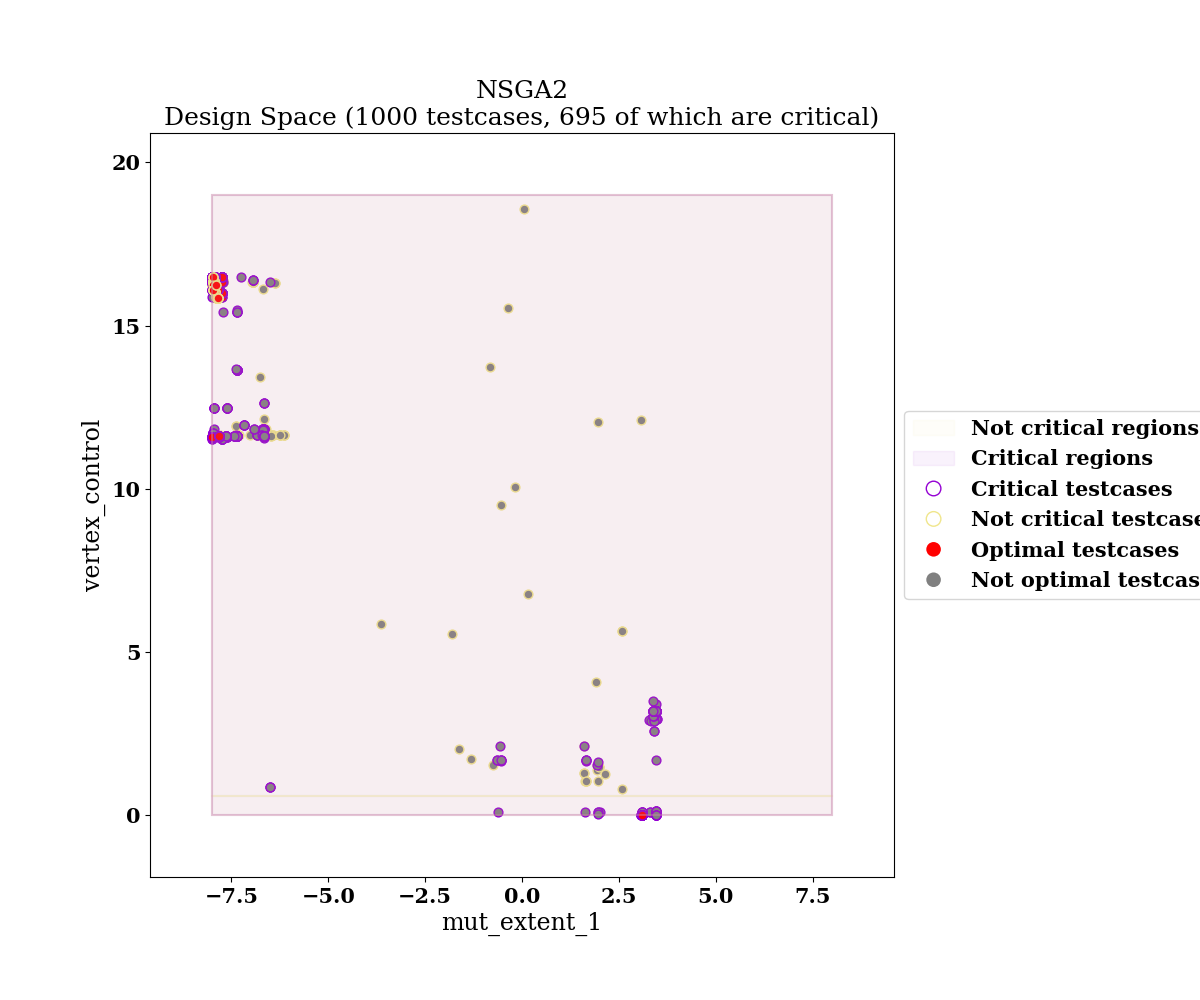 NSGA2
Design Space (1000 testcases, 695 of which are critical)
20
15
10
5
0
vertex_control
−7.5 −5.0 −2.5 0.0 2.5 5.0 7.5
mut_extent_1
Not critical regions
Critical regions
Critical testcases
Not critical testcase
Optimal testcases
Not optimal testcas